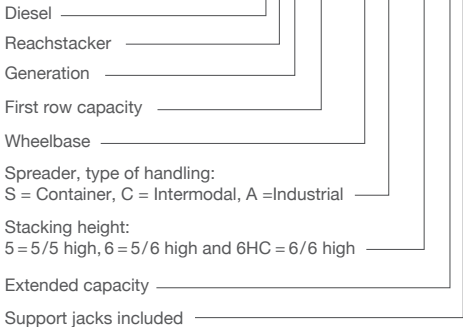 Diesel
Reachstacker
Generation
First row capacity
Wheelbase
Spreader, type of handling:
S = Container, C = Intermodal, A =Industrial
Stacking height:
5 = 5/5 high, 6 = 5/6 high and 6HC = 6/6 high
Extended capacity
Support jacks included